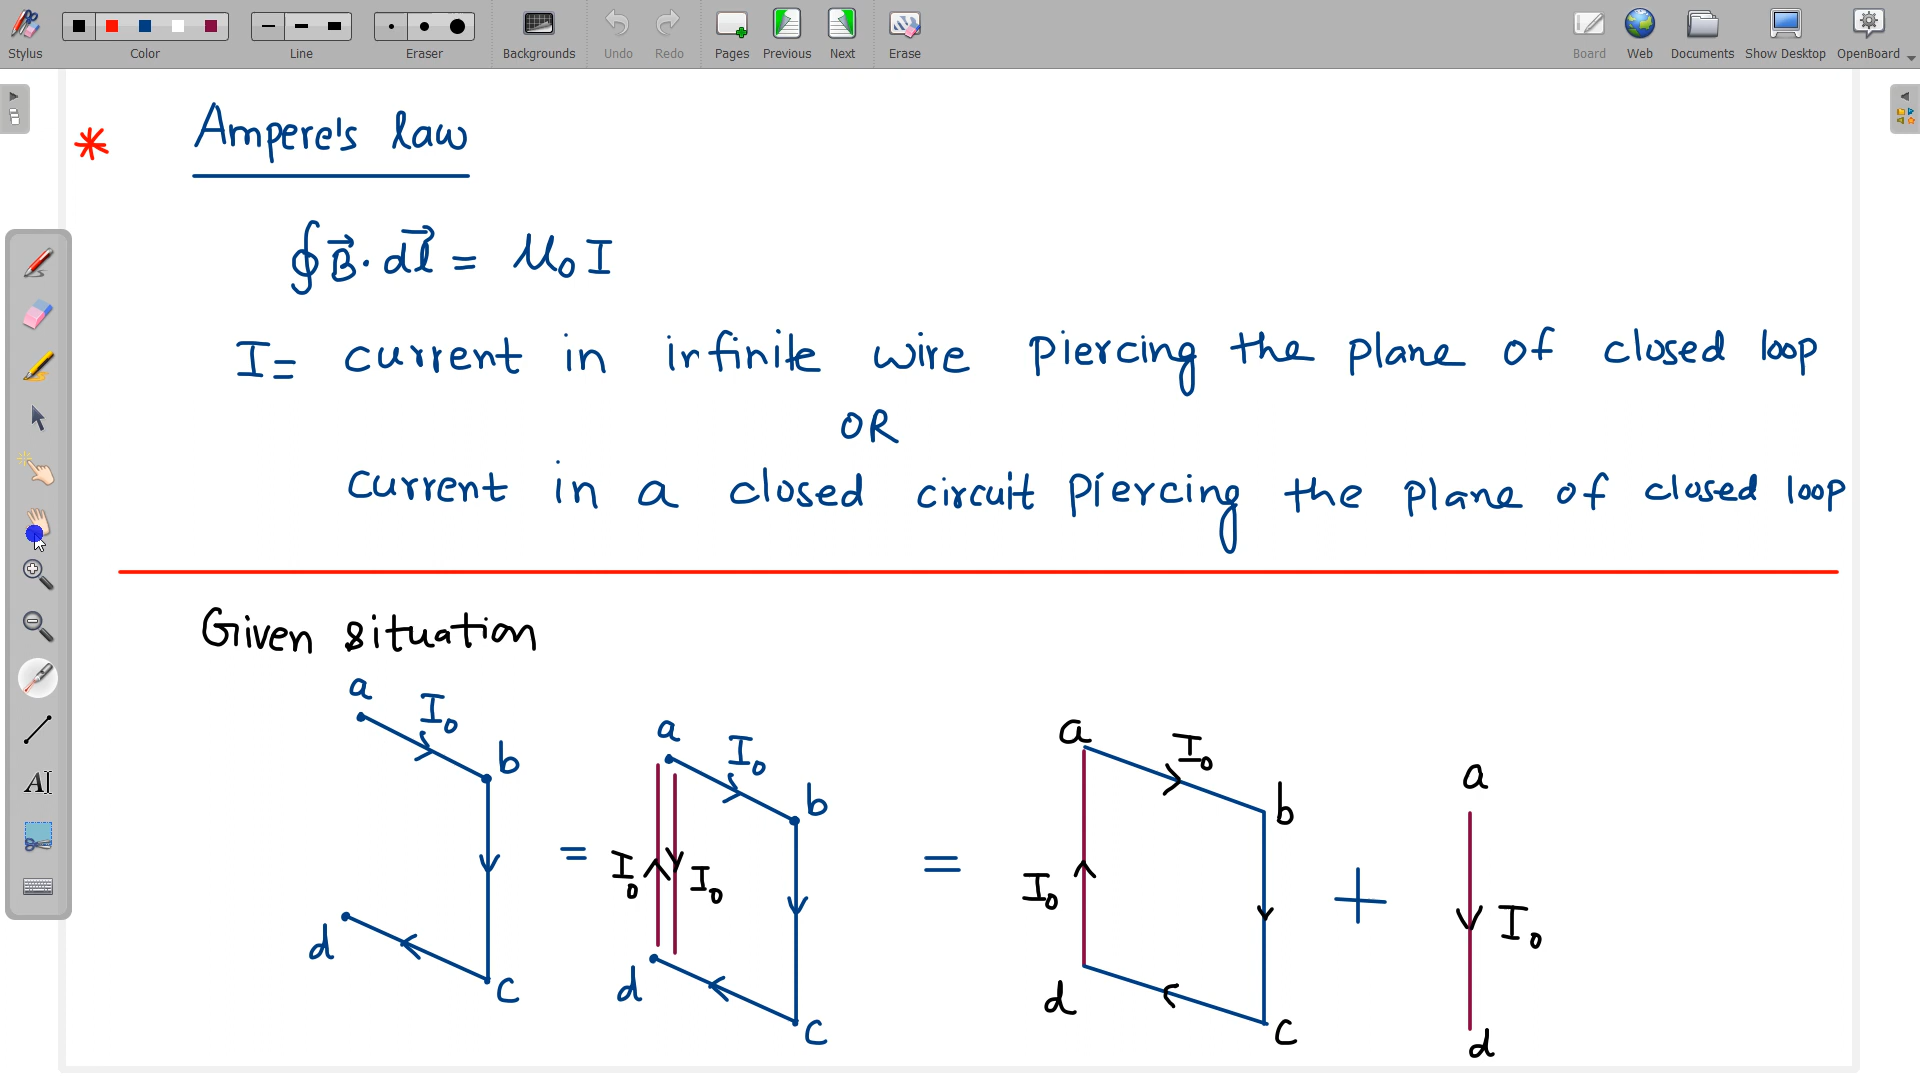 Stylus
Color
Line
Eraser
Backgrounds
Undo
Redo
Pages
Previous
Next
Erase
Board
Web
Documents
Show Desktop
OpenBoard
* Ampere's law
∮B⃗·dl⃗ = μ₀I
I = current in infinite wire piercing the plane of closed loop
OR
current in a closed circuit piercing the plane of closed loop
Given situation
a
I₀
b
c
d
=
a
I₀
b
I₀
I₀
d
c
=
a
I₀
b
I₀
d
c
+
a
I₀
d
AI